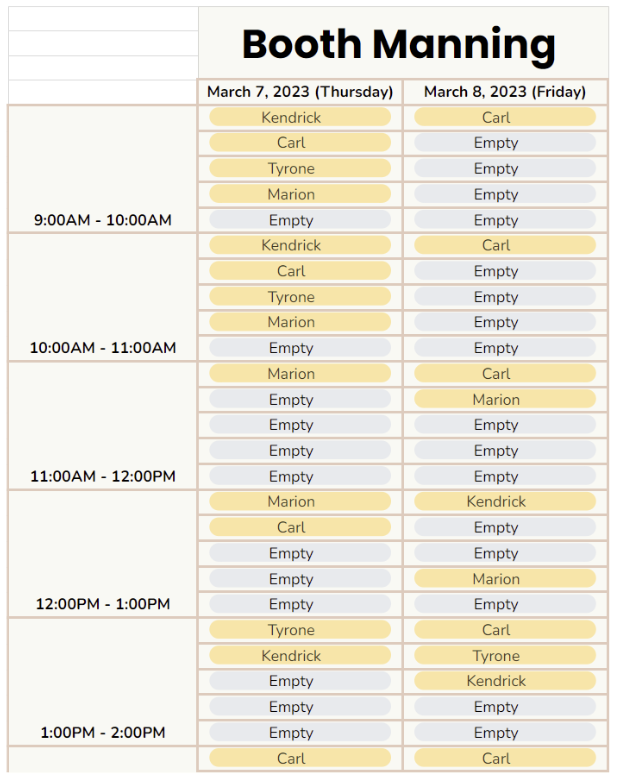 Booth Manning
March 7, 2023 (Thursday) March 8, 2023 (Friday)
Kendrick Carl
Carl Empty
Tyrone Empty
Marion Empty
9:00AM - 10:00AM Empty Empty
Kendrick Carl
Carl Empty
Tyrone Empty
Marion Empty
10:00AM - 11:00AM Empty Empty
Marion Carl
Empty Marion
Empty Empty
Empty Empty
11:00AM - 12:00PM Empty Empty
Marion Kendrick
Carl Empty
Empty Empty
Empty Marion
12:00PM - 1:00PM Empty Empty
Tyrone Carl
Kendrick Tyrone
Empty Kendrick
Empty Empty
1:00PM - 2:00PM Empty Empty
Carl Carl